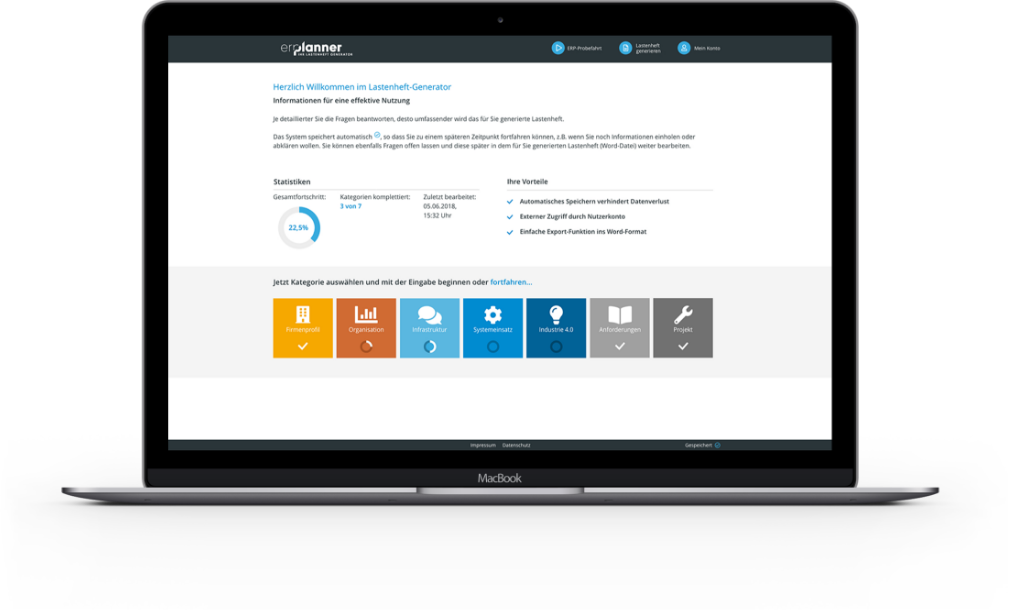 erplanner
IHR LASTENHEFT GENERATOR
ERP-Probefahrt
Lastenheft
generieren
Mein Konto
Herzlich Willkommen im Lastenheft-Generator
Informationen für eine effektive Nutzung
Je detailierter Sie die Fragen beantworten, desto umfassender wird das für Sie generierte Lastenheft.
Das System speichert automatisch , so dass Sie zu einem späteren Zeitpunkt fortfahren können, z.B. wenn Sie noch Informationen einholen oder
abklären wollen. Sie können ebenfalls Fragen offen lassen und diese später in dem für Sie generierten Lastenheft (Word-Datei) weiter bearbeiten.
Statistiken
Gesamtfortschritt:
22,5%
Kategorien komplettiert:
3 von 7
Zuletzt bearbeitet:
05.06.2018,
15:32 Uhr
Ihre Vorteile
Automatisches Speichern verhindert Datenverlust
Externer Zugriff durch Nutzerkonto
Einfache Export-Funktion ins Word-Format
Jetzt Kategorie auswählen und mit der Eingabe beginnen oder fortfahren...
Firmenprofil
Organisation
Infrastruktur
Systemeinsatz
Industrie 4.0
Anforderungen
Projekt
Impressum Datenschutz
Gespeichert
MacBook